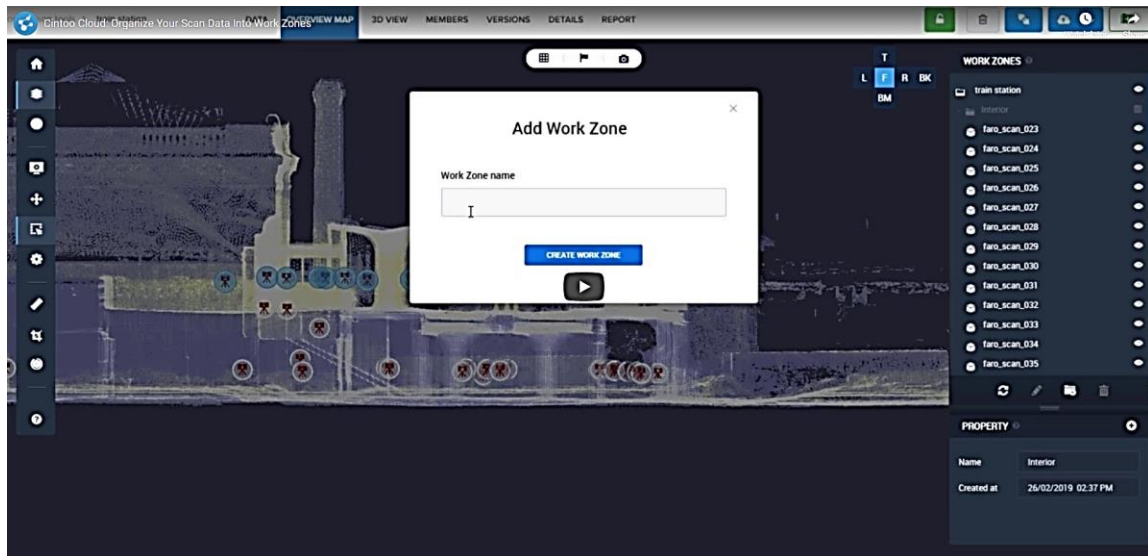 Cintoo Cloud: Organize Your Scan Data Into Work Zones
train station
DATA
OVERVIEW MAP
3D VIEW
MEMBERS
VERSIONS
DETAILS
REPORT
T
L F R BK
BM
WORK ZONES
train station
Interior
faro_scan_023
faro_scan_024
faro_scan_025
faro_scan_026
faro_scan_027
faro_scan_028
faro_scan_029
faro_scan_030
faro_scan_031
faro_scan_032
faro_scan_033
faro_scan_034
faro_scan_035
Add Work Zone
Work Zone name
CREATE WORK ZONE
PROPERTY
Name Interior
Created at 26/02/2019 02:37 PM